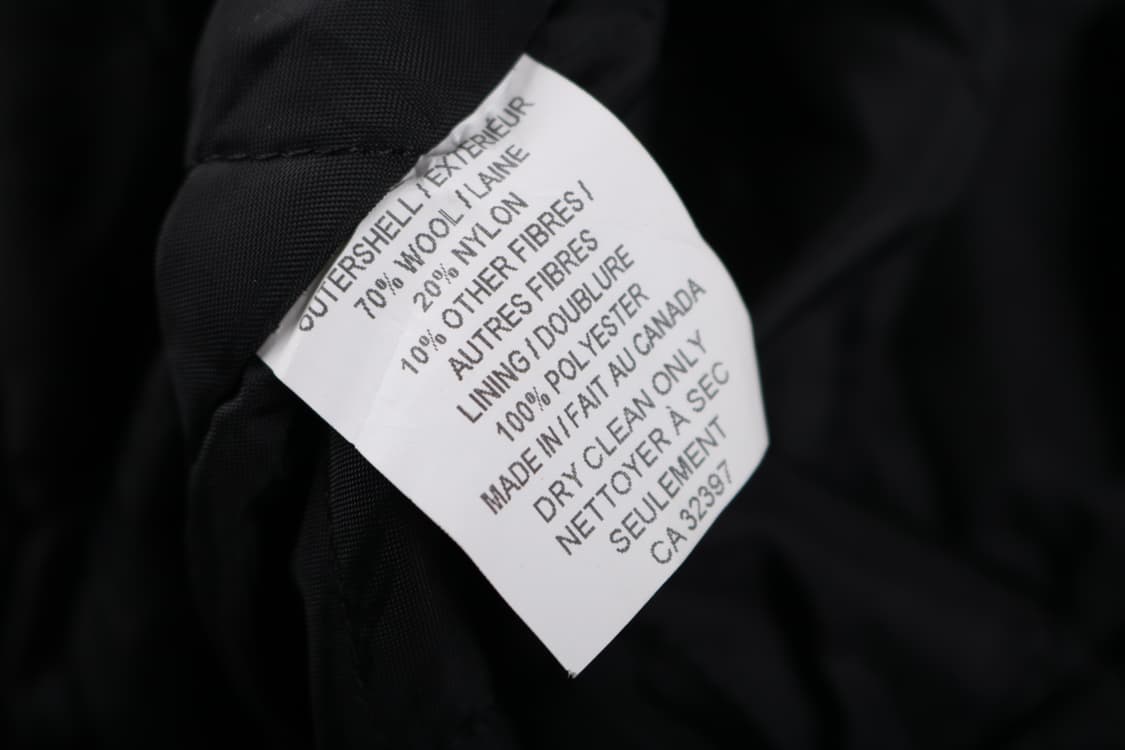 OUTERSHELL / EXTÉRIEUR
70% WOOL / LAINE
20% NYLON
10% OTHER FIBRES /
AUTRES FIBRES
LINING / DOUBLURE
100% POLYESTER
MADE IN / FAIT AU CANADA
DRY CLEAN ONLY
NETTOYER À SEC
SEULEMENT
CA 32397